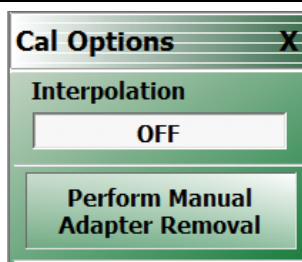 Cal Options X
Interpolation
OFF
Perform Manual
Adapter Removal